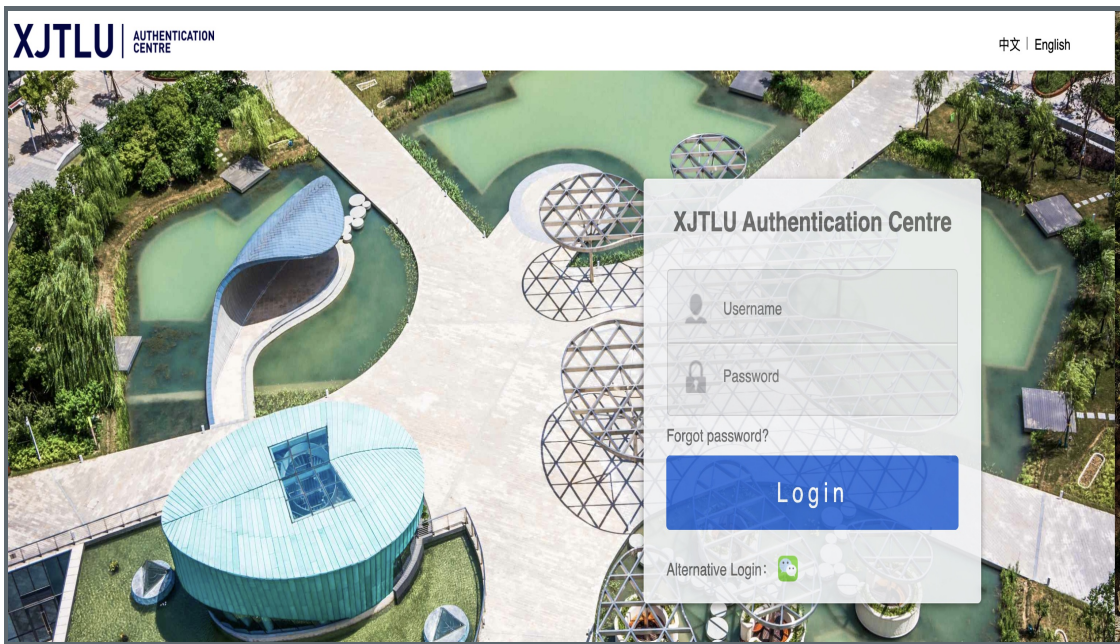 XJTLU
AUTHENTICATION
CENTRE
中文
English
XJTLU Authentication Centre
Username
Password
Forgot password?
Login
Alternative Login：